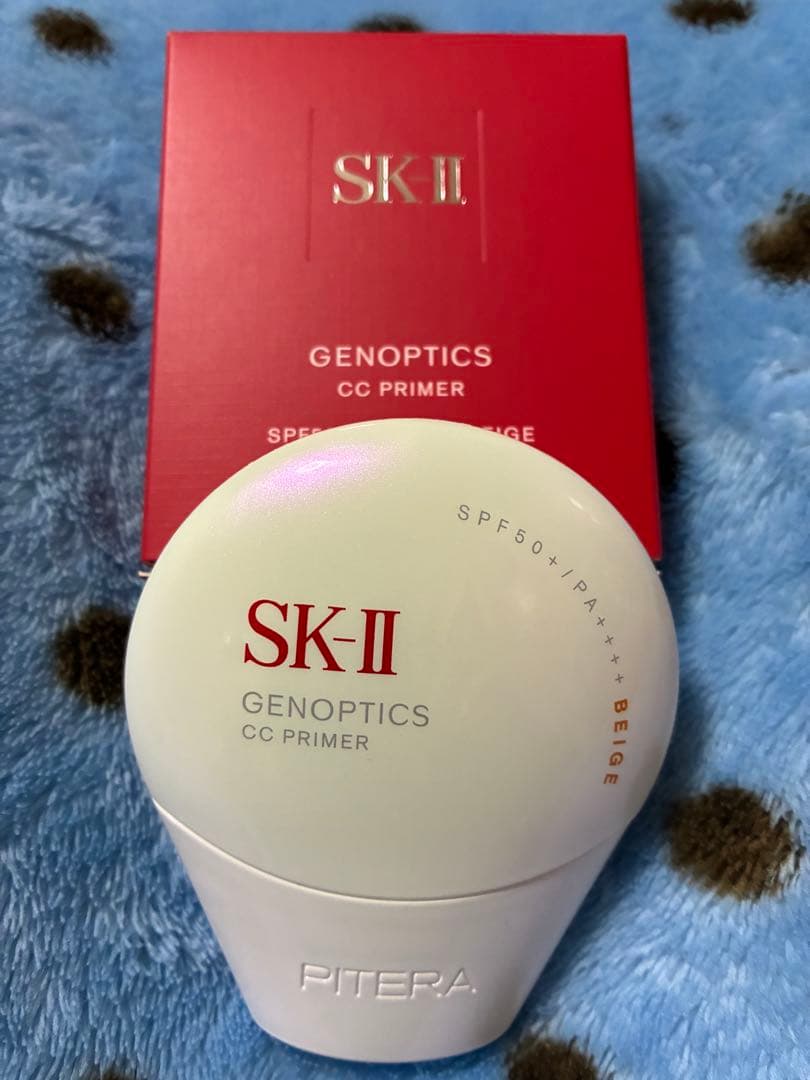 SK-II
GENOPTICS
CC PRIMER
SK-II
GENOPTICS
CC PRIMER
SPF50+/PA++++ BEIGE
PITERA